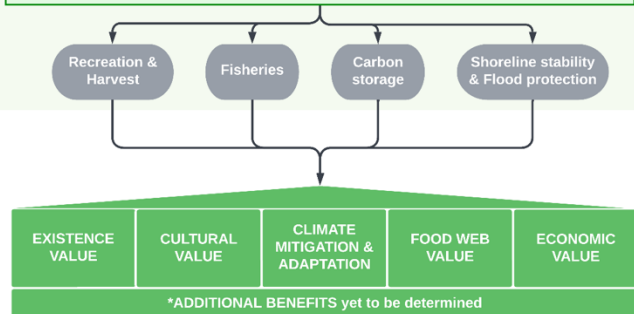 Recreation &
Harvest
Fisheries
Carbon
storage
Shoreline stability
& Flood protection
EXISTENCE
VALUE
CULTURAL
VALUE
CLIMATE
MITIGATION &
ADAPTATION
FOOD WEB
VALUE
ECONOMIC
VALUE
*ADDITIONAL BENEFITS yet to be determined